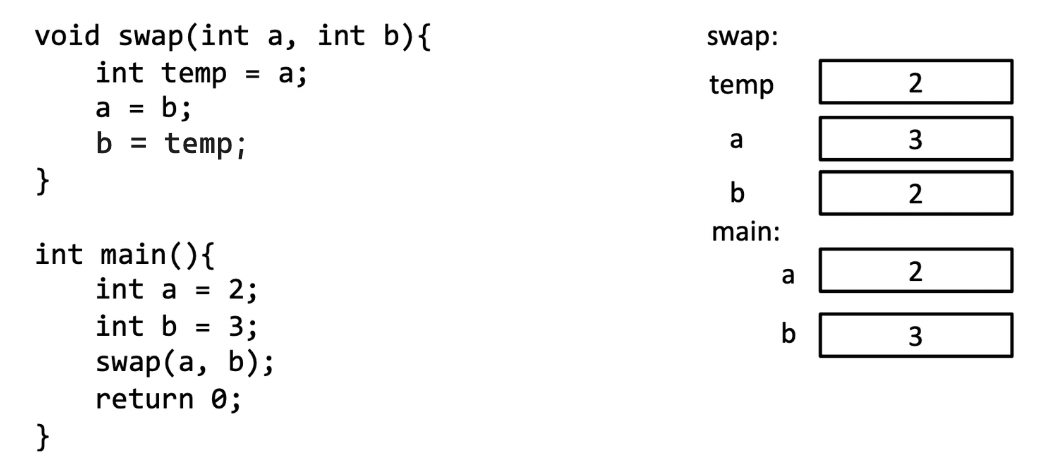 void swap(int a, int b){
    int temp = a;
    a = b;
    b = temp;
}
int main(){
    int a = 2;
    int b = 3;
    swap(a, b);
    return 0;
}
swap:
temp 2
a 3
b 2
main:
a 2
b 3